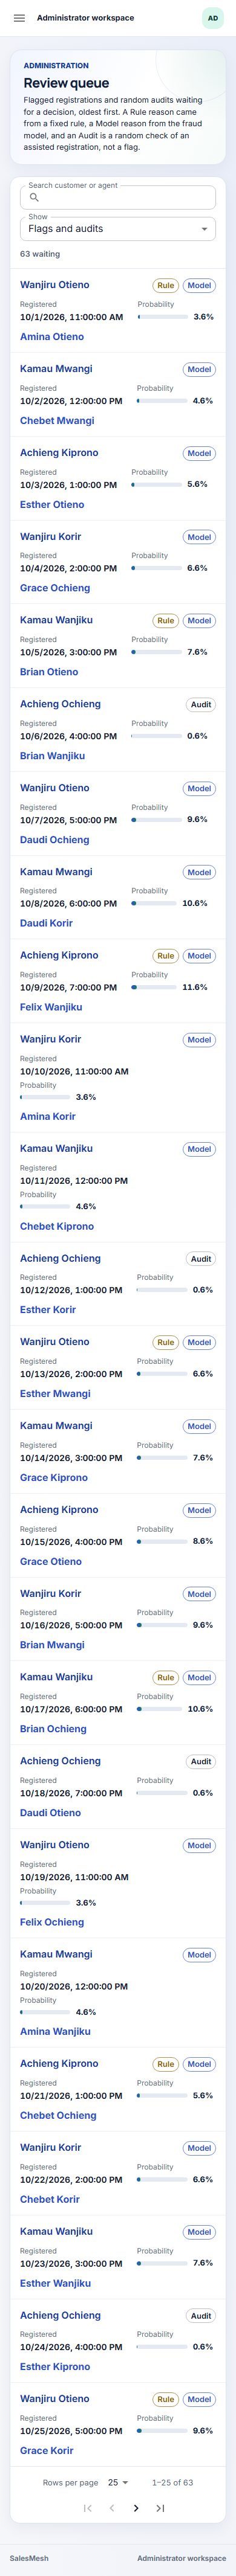 Administrator workspace
AD
ADMINISTRATION
Review queue
Flagged registrations and random audits waiting
for a decision, oldest first. A Rule reason came
from a fixed rule, a Model reason from the fraud
model, and an Audit is a random check of an
assisted registration, not a flag.
Search customer or agent
Show
Flags and audits
63 waiting
Wanjiru Otieno Rule Model
Registered Probability
10/1/2026, 11:00:00 AM 3.6%
Amina Otieno
Kamau Mwangi Model
Registered Probability
10/2/2026, 12:00:00 PM 4.6%
Chebet Mwangi
Achieng Kiprono Model
Registered Probability
10/3/2026, 1:00:00 PM 5.6%
Esther Otieno
Wanjiru Korir Model
Registered Probability
10/4/2026, 2:00:00 PM 6.6%
Grace Ochieng
Kamau Wanjiku Rule Model
Registered Probability
10/5/2026, 3:00:00 PM 7.6%
Brian Otieno
Achieng Ochieng Audit
Registered Probability
10/6/2026, 4:00:00 PM 0.6%
Brian Wanjiku
Wanjiru Otieno Model
Registered Probability
10/7/2026, 5:00:00 PM 9.6%
Daudi Ochieng
Kamau Mwangi Model
Registered Probability
10/8/2026, 6:00:00 PM 10.6%
Daudi Korir
Achieng Kiprono Rule Model
Registered Probability
10/9/2026, 7:00:00 PM 11.6%
Felix Wanjiku
Wanjiru Korir Model
Registered
10/10/2026, 11:00:00 AM
Probability
3.6%
Amina Korir
Kamau Wanjiku Model
Registered
10/11/2026, 12:00:00 PM
Probability
4.6%
Chebet Kiprono
Achieng Ochieng Audit
Registered Probability
10/12/2026, 1:00:00 PM 0.6%
Esther Korir
Wanjiru Otieno Rule Model
Registered Probability
10/13/2026, 2:00:00 PM 6.6%
Esther Mwangi
Kamau Mwangi Model
Registered Probability
10/14/2026, 3:00:00 PM 7.6%
Grace Kiprono
Achieng Kiprono Model
Registered Probability
10/15/2026, 4:00:00 PM 8.6%
Grace Otieno
Wanjiru Korir Model
Registered Probability
10/16/2026, 5:00:00 PM 9.6%
Brian Mwangi
Kamau Wanjiku Rule Model
Registered Probability
10/17/2026, 6:00:00 PM 10.6%
Brian Ochieng
Achieng Ochieng Audit
Registered Probability
10/18/2026, 7:00:00 PM 0.6%
Daudi Otieno
Wanjiru Otieno Model
Registered
10/19/2026, 11:00:00 AM
Probability
3.6%
Felix Ochieng
Kamau Mwangi Model
Registered
10/20/2026, 12:00:00 PM
Probability
4.6%
Amina Wanjiku
Achieng Kiprono Rule Model
Registered Probability
10/21/2026, 1:00:00 PM 5.6%
Chebet Ochieng
Wanjiru Korir Model
Registered Probability
10/22/2026, 2:00:00 PM 6.6%
Chebet Korir
Kamau Wanjiku Model
Registered Probability
10/23/2026, 3:00:00 PM 7.6%
Esther Wanjiku
Achieng Ochieng Audit
Registered Probability
10/24/2026, 4:00:00 PM 0.6%
Esther Kiprono
Wanjiru Otieno Rule Model
Registered Probability
10/25/2026, 5:00:00 PM 9.6%
Grace Korir
Rows per page 25 1–25 of 63
SalesMesh Administrator workspace